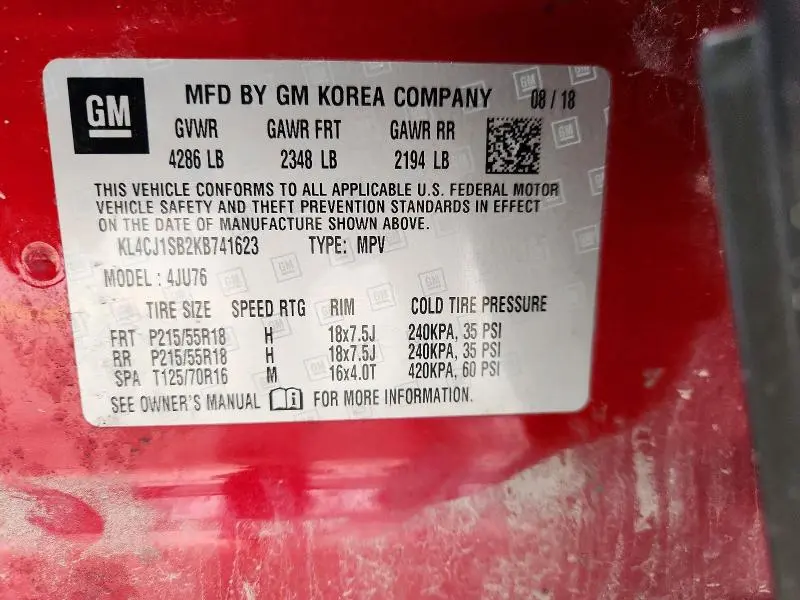 GM
MFD BY GM KOREA COMPANY 08 / 18
GVWR GAWR FRT GAWR RR
4286 LB 2348 LB 2194 LB
THIS VEHICLE CONFORMS TO ALL APPLICABLE U.S. FEDERAL MOTOR
VEHICLE SAFETY AND THEFT PREVENTION STANDARDS IN EFFECT
ON THE DATE OF MANUFACTURE SHOWN ABOVE.
KL4CJ1SB2KB741623 TYPE: MPV
MODEL : 4JU76
TIRE SIZE SPEED RTG RIM COLD TIRE PRESSURE
FRT P215/55R18 H 18x7.5J 240KPA, 35 PSI
RR P215/55R18 H 18x7.5J 240KPA, 35 PSI
SPA T125/70R16 M 16x4.0T 420KPA, 60 PSI
SEE OWNER'S MANUAL i FOR MORE INFORMATION.